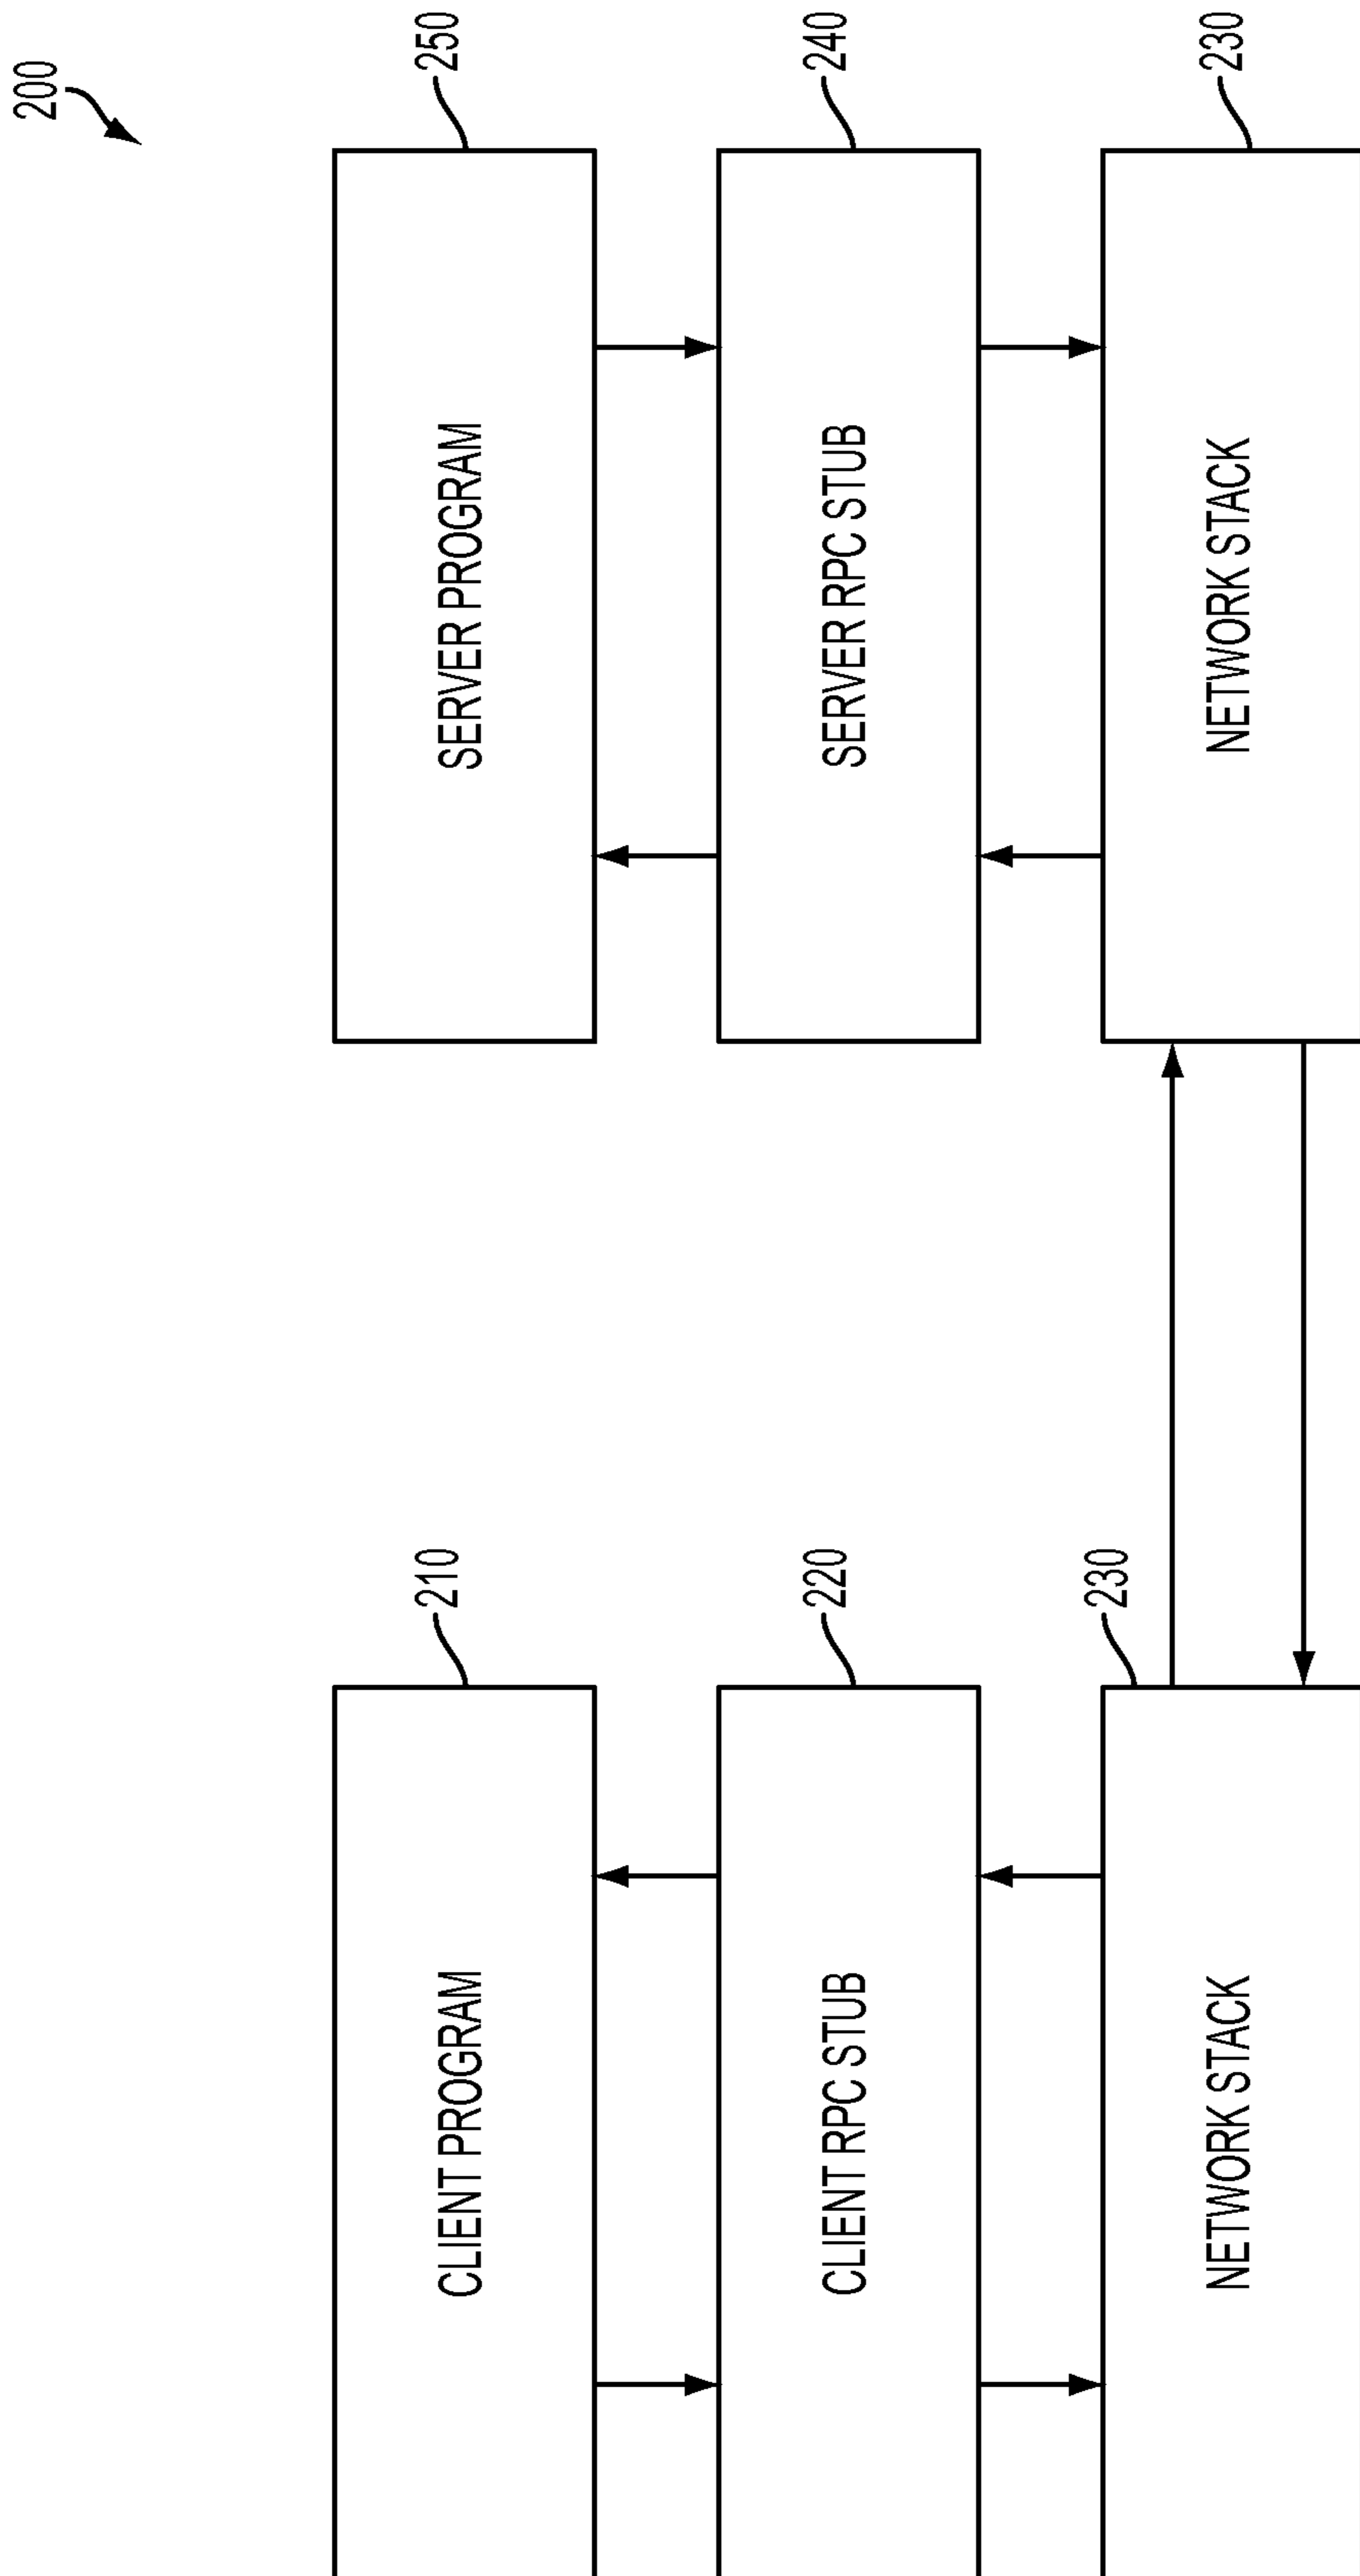 200
210
CLIENT PROGRAM
250
SERVER PROGRAM
220
CLIENT RPC STUB
240
SERVER RPC STUB
230
NETWORK STACK
230
NETWORK STACK